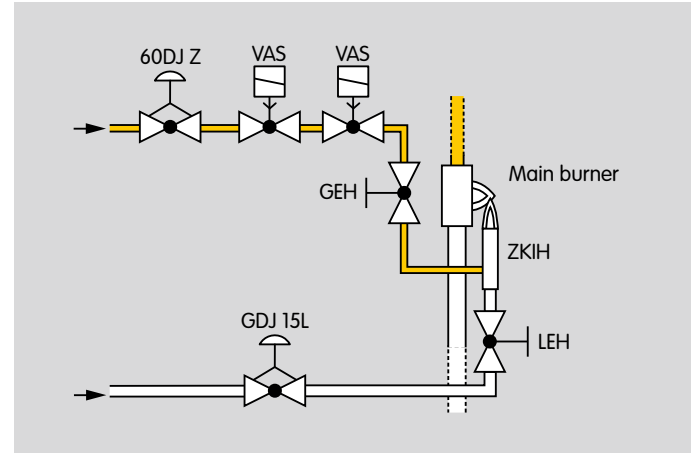 60DJ Z
VAS
VAS
GEH
Main burner
ZKIH
GDJ 15L
LEH